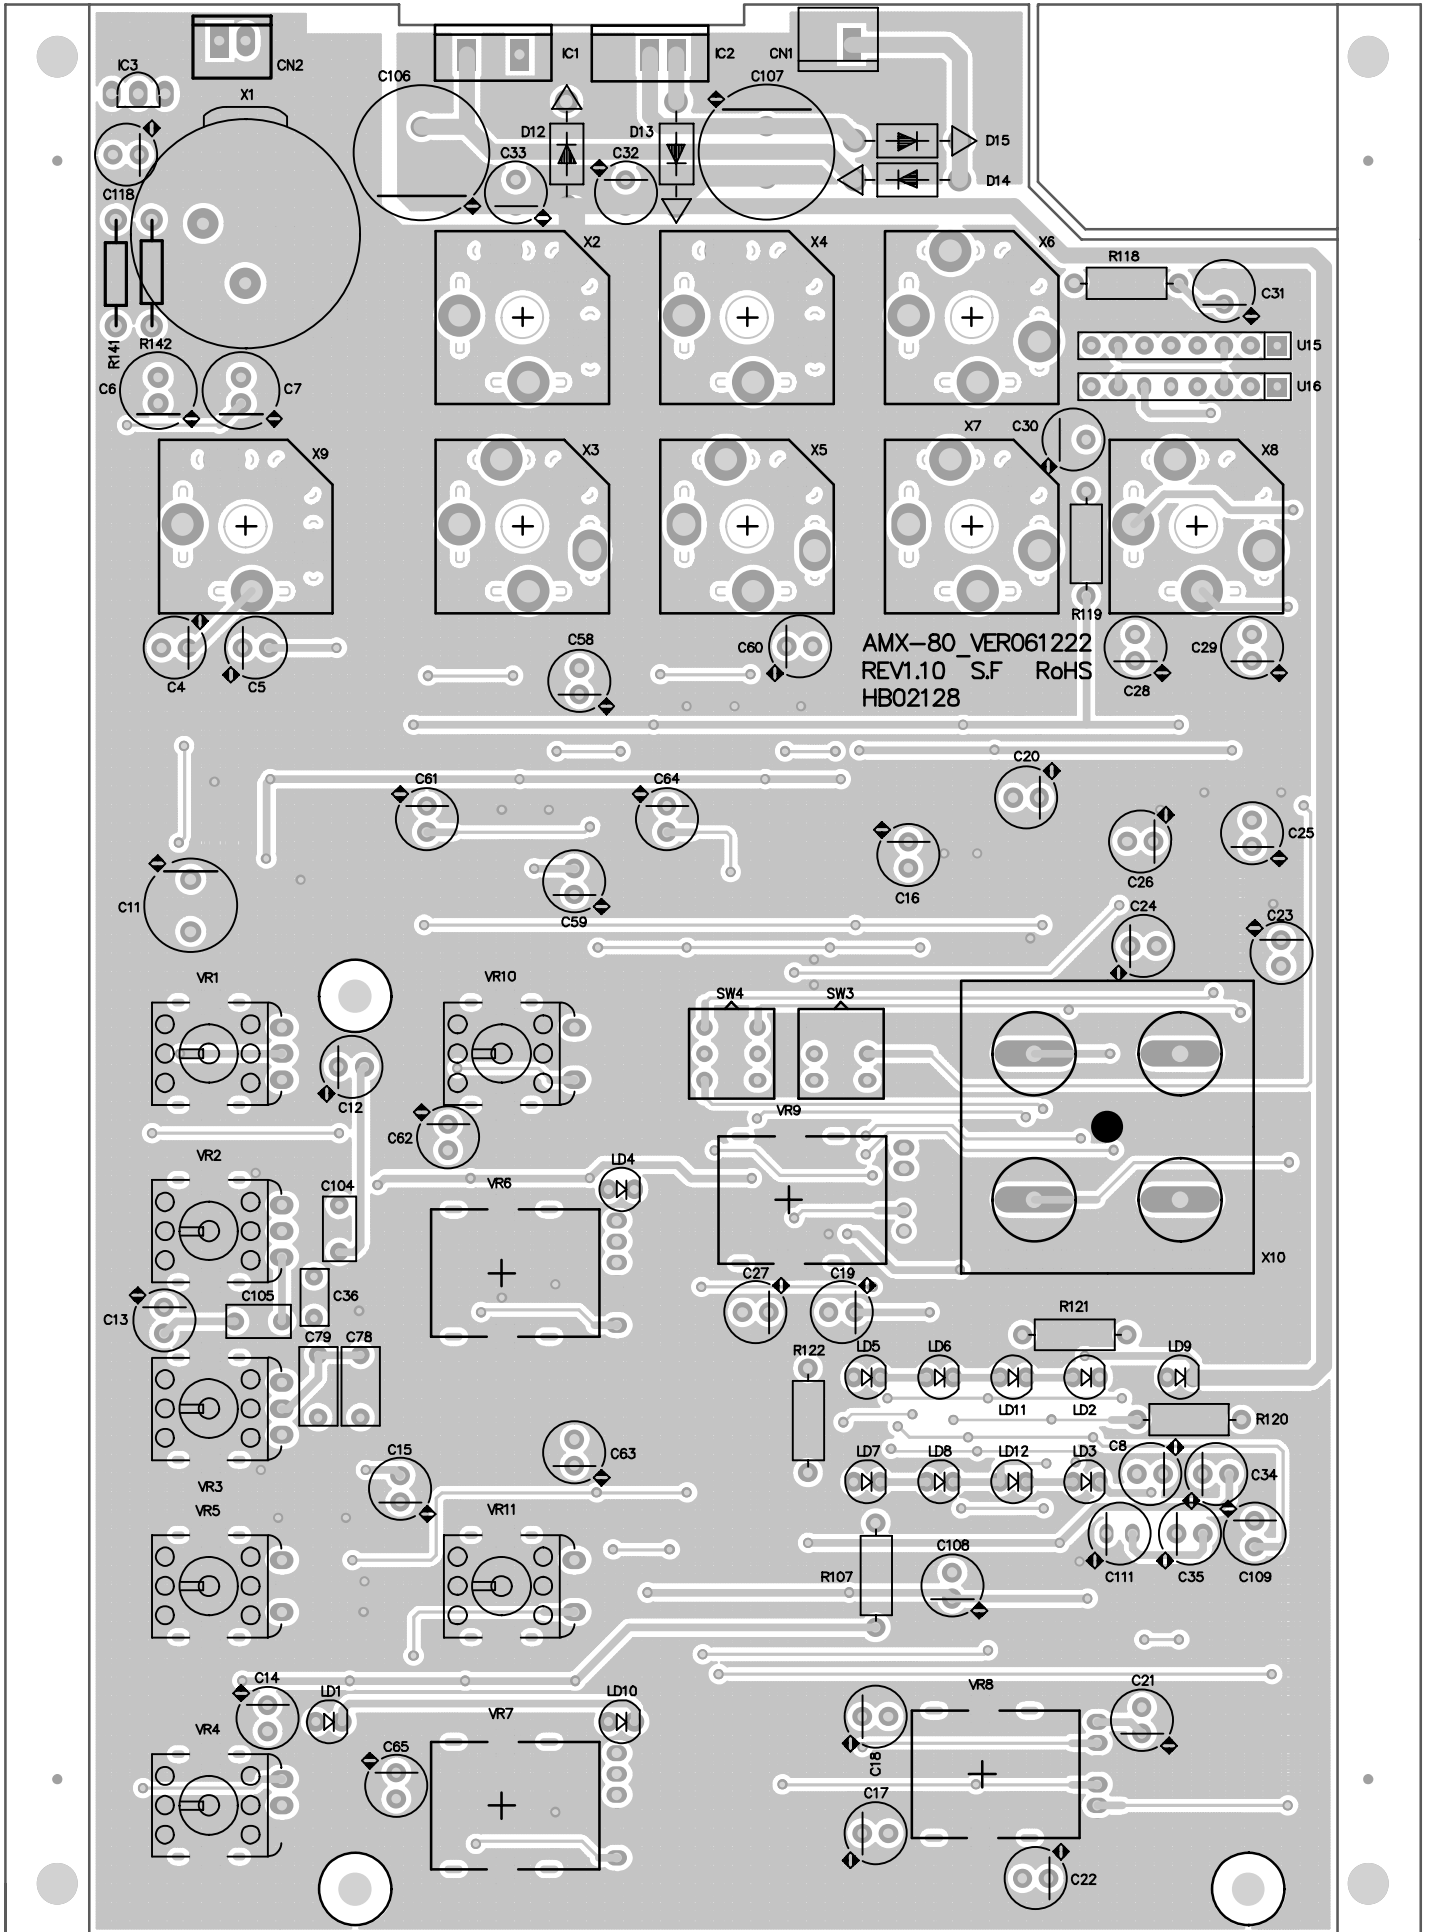 CN2
IC1
IC2
CN1
IC3
C106
C107
X1
D12
C33
D13
C32
D15
D14
C118
X2
X4
X6
R118
C31
R141
R142
U15
U16
C6
C7
C30
X9
X3
X5
X7
X8
R119
C4
C5
C58
C60
AMX-80_VER061222
REV1.10 S.F RoHS
HB02128
C28
C29
C20
C61
C64
C25
C16
C26
C11
C59
C24
C23
VR1
VR10
SW4
SW3
C12
C62
VR9
VR2
LD4
C104
VR6
X10
C27
C19
C13
C105
C36
R121
C79
C78
R122
LD5
LD6
LD9
LD11
LD2
R120
C15
C63
LD7
LD8
LD12
LD3
C8
C34
VR3
VR5
VR11
C108
R107
C111
C35
C109
C14
LD1
LD10
VR8
C21
VR4
VR7
C65
C18
C17
C22